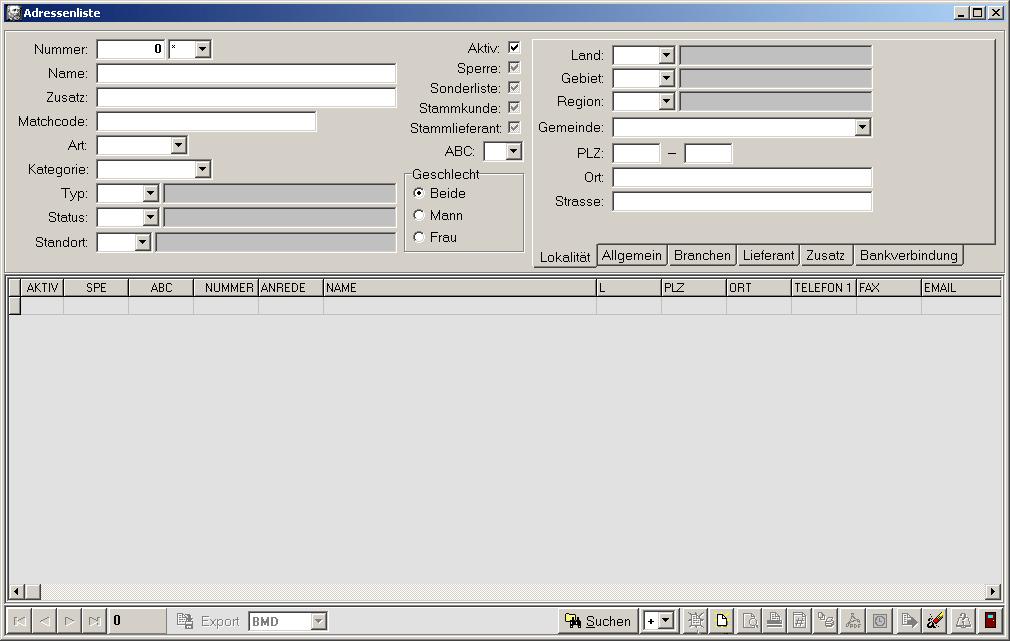 Adressenliste
Nummer: 0 *
Name:
Zusatz:
Matchcode:
Art:
Kategorie:
Typ:
Status:
Standort:
Aktiv:
Sperre:
Sonderliste:
Stammkunde:
Stammlieferant:
ABC:
Geschlecht
Beide
Mann
Frau
Land:
Gebiet:
Region:
Gemeinde:
PLZ: –
Ort:
Strasse:
Lokalität Allgemein Branchen Lieferant Zusatz Bankverbindung
AKTIV SPE ABC NUMMER ANREDE NAME L PLZ ORT TELEFON 1 FAX EMAIL
0 Export BMD Suchen +